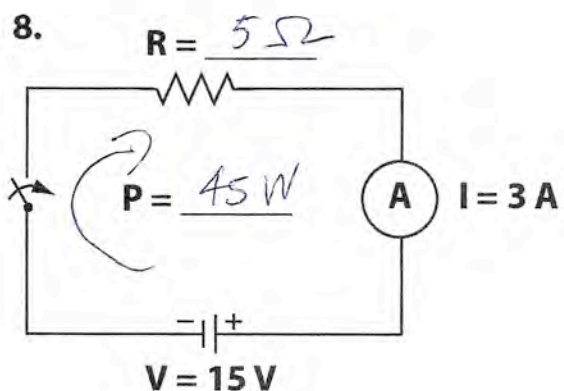 8.
R = 5 Ω
P = 45 W
A I = 3 A
− +
V = 15 V